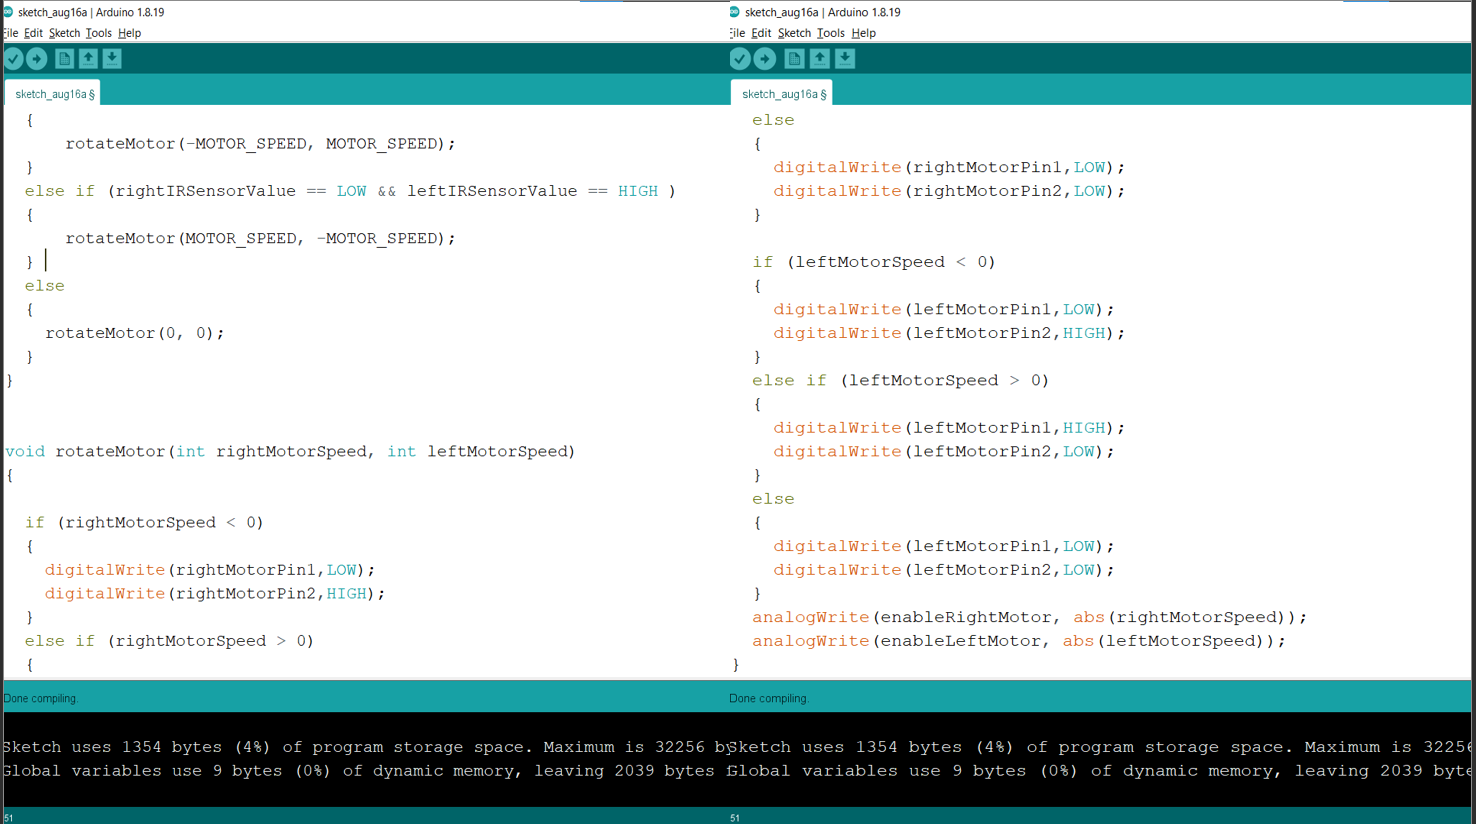 sketch_aug16a | Arduino 1.8.19
File Edit Sketch Tools Help
sketch_aug16a §
{
rotateMotor(-MOTOR_SPEED, MOTOR_SPEED);
}
else if (rightIRSensorValue == LOW && leftIRSensorValue == HIGH )
{
rotateMotor(MOTOR_SPEED, -MOTOR_SPEED);
}
else
{
rotateMotor(0, 0);
}
}
void rotateMotor(int rightMotorSpeed, int leftMotorSpeed)
{
if (rightMotorSpeed < 0)
{
digitalWrite(rightMotorPin1,LOW);
digitalWrite(rightMotorPin2,HIGH);
}
else if (rightMotorSpeed > 0)
{
Done compiling.
Sketch uses 1354 bytes (4%) of program storage space. Maximum is 32256 by
Global variables use 9 bytes (0%) of dynamic memory, leaving 2039 bytes
51
sketch_aug16a | Arduino 1.8.19
File Edit Sketch Tools Help
sketch_aug16a §
else
{
digitalWrite(rightMotorPin1,LOW);
digitalWrite(rightMotorPin2,LOW);
}
if (leftMotorSpeed < 0)
{
digitalWrite(leftMotorPin1,LOW);
digitalWrite(leftMotorPin2,HIGH);
}
else if (leftMotorSpeed > 0)
{
digitalWrite(leftMotorPin1,HIGH);
digitalWrite(leftMotorPin2,LOW);
}
else
{
digitalWrite(leftMotorPin1,LOW);
digitalWrite(leftMotorPin2,LOW);
}
analogWrite(enableRightMotor, abs(rightMotorSpeed));
analogWrite(enableLeftMotor, abs(leftMotorSpeed));
}
Done compiling.
Sketch uses 1354 bytes (4%) of program storage space. Maximum is 32256
Global variables use 9 bytes (0%) of dynamic memory, leaving 2039 byte
51